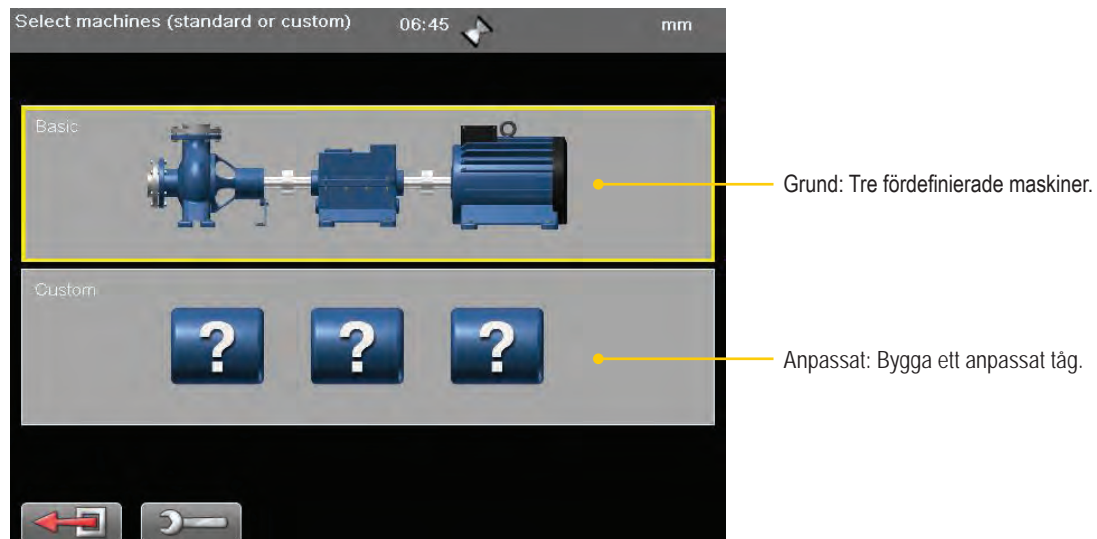 Select machines (standard or custom) 06:45 mm
Basic
Grund: Tre fördefinierade maskiner.
Custom
? ? ?
Anpassat: Bygga ett anpassat tåg.